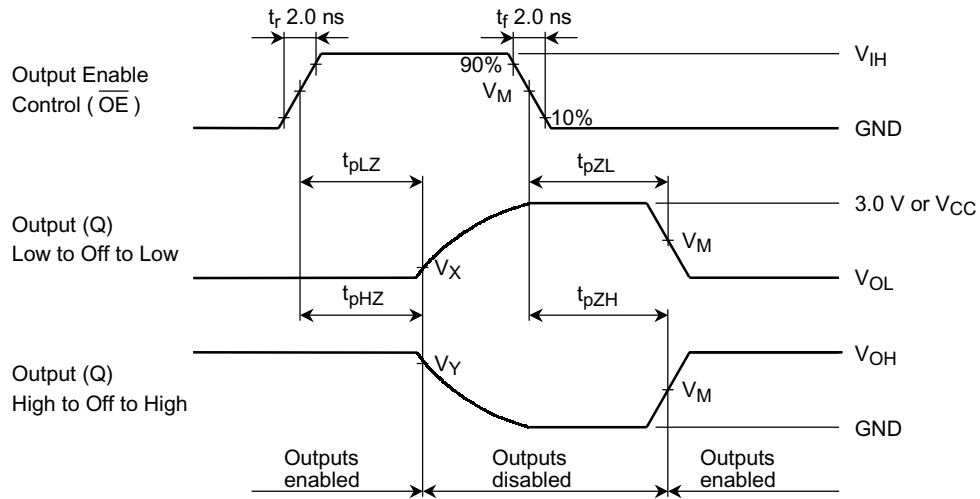 tr 2.0 ns
tf 2.0 ns
Output Enable
Control ( OE )
90%
VM
10%
VIH
GND
tpLZ
tpZL
Output (Q)
Low to Off to Low
VX
VM
3.0 V or VCC
VOL
tpHZ
tpZH
Output (Q)
High to Off to High
VY
VM
VOH
GND
Outputs
enabled
Outputs
disabled
Outputs
enabled